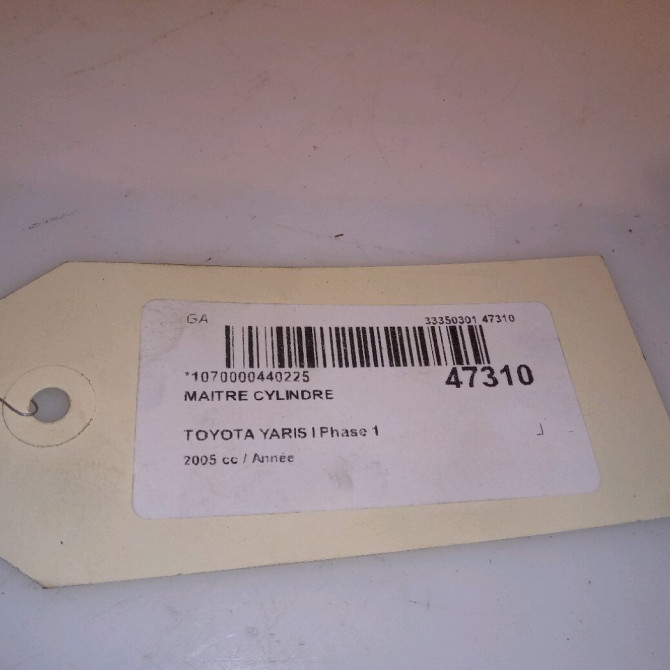 GA 33350301 47310
*1070000440225 47310
MAITRE CYLINDRE
TOYOTA YARIS I Phase 1
2005 cc / Année